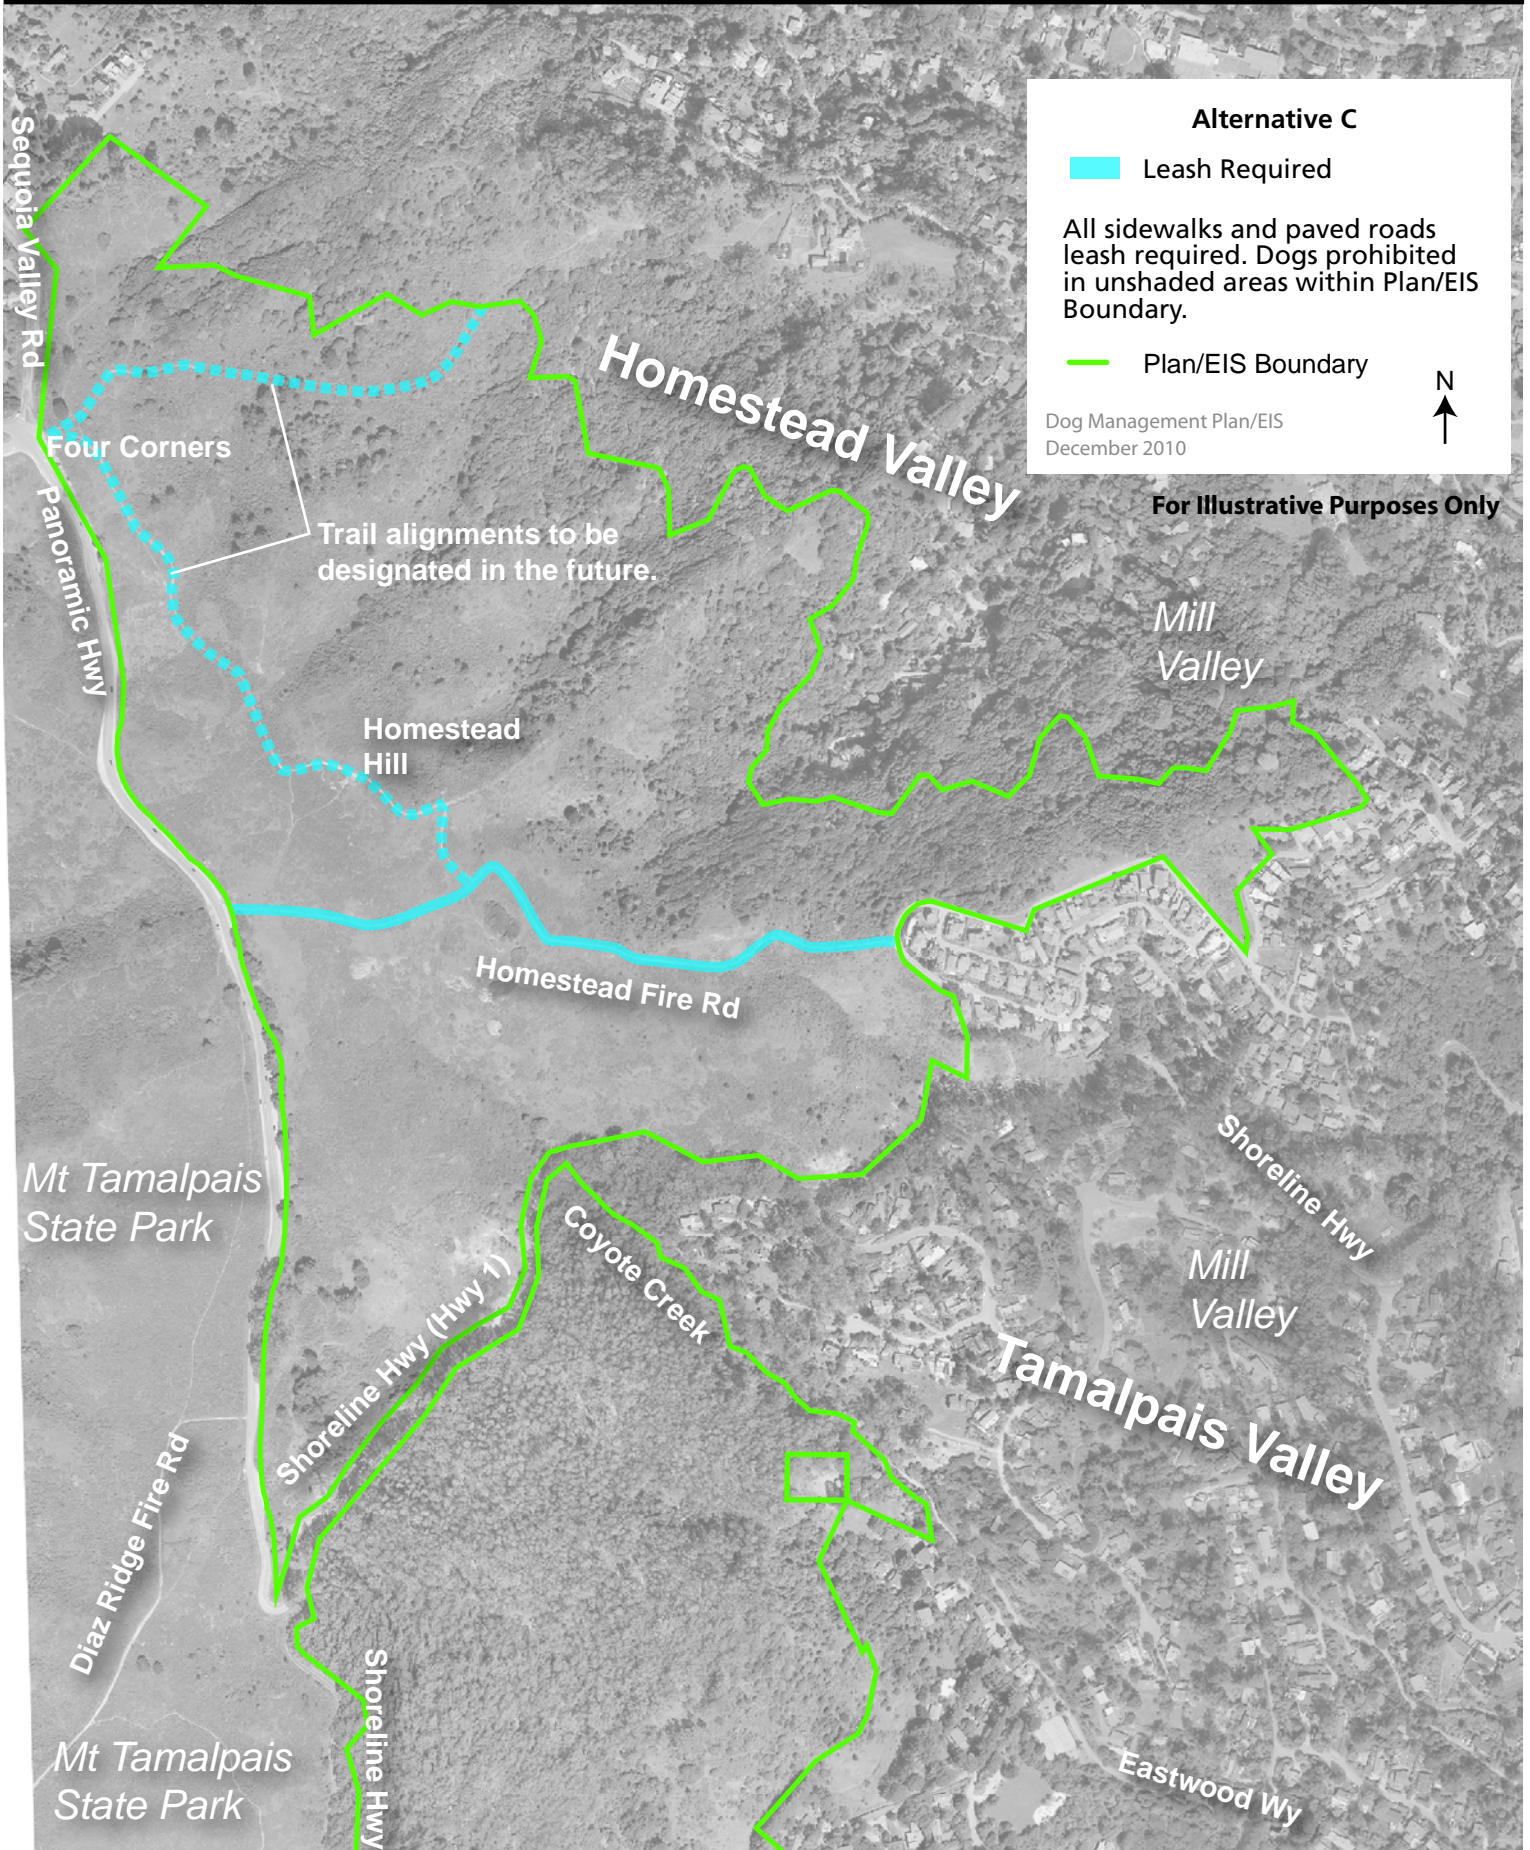 Alternative C
Leash Required
All sidewalks and paved roads
leash required. Dogs prohibited
in unshaded areas within Plan/EIS
Boundary.
Plan/EIS Boundary
N
Dog Management Plan/EIS
December 2010
For Illustrative Purposes Only
Sequoia Valley Rd
Homestead Valley
Four Corners
Panoramic Hwy
Trail alignments to be
designated in the future.
Mill
Valley
Homestead
Hill
Homestead Fire Rd
Mt Tamalpais
State Park
Shoreline Hwy
Coyote Creek
Shoreline Hwy (Hwy 1)
Mill
Valley
Tamalpais Valley
Diaz Ridge Fire Rd
Shoreline Hwy
Mt Tamalpais
State Park
Eastwood Wy